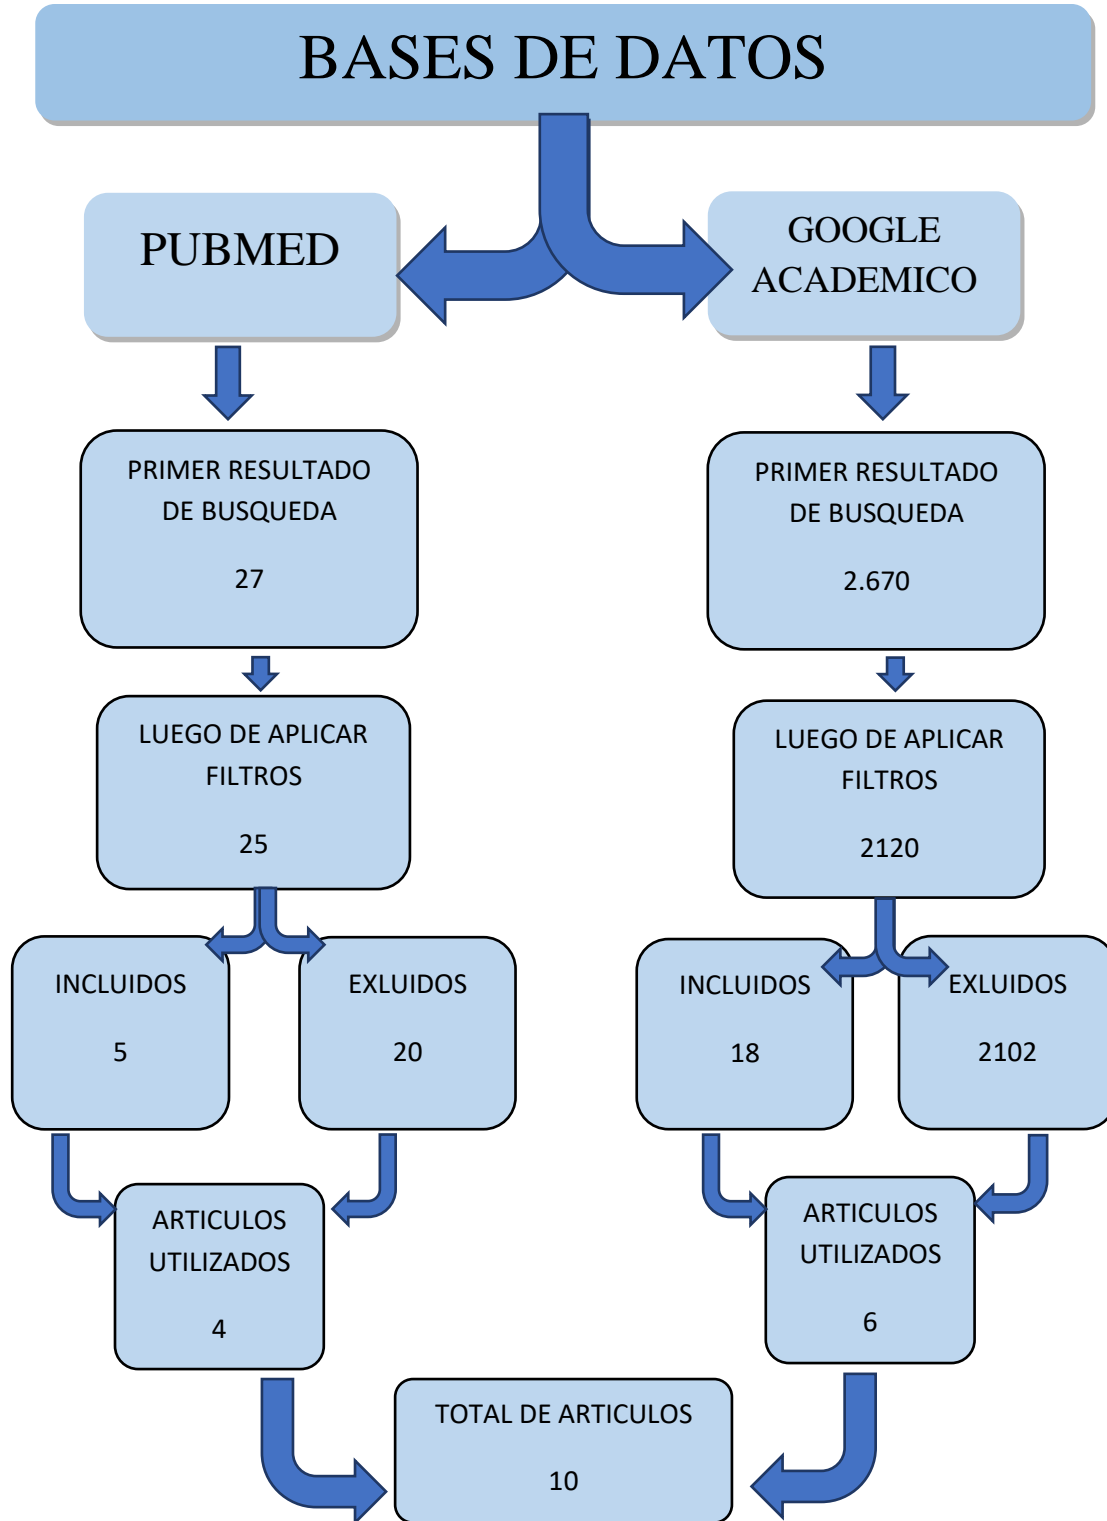 BASES DE DATOS
PUBMED
GOOGLE
ACADEMICO
PRIMER RESULTADO
DE BUSQUEDA
27
PRIMER RESULTADO
DE BUSQUEDA
2.670
LUEGO DE APLICAR
FILTROS
25
LUEGO DE APLICAR
FILTROS
2120
INCLUIDOS
5
EXLUIDOS
20
INCLUIDOS
18
EXLUIDOS
2102
ARTICULOS
UTILIZADOS
4
ARTICULOS
UTILIZADOS
6
TOTAL DE ARTICULOS
10